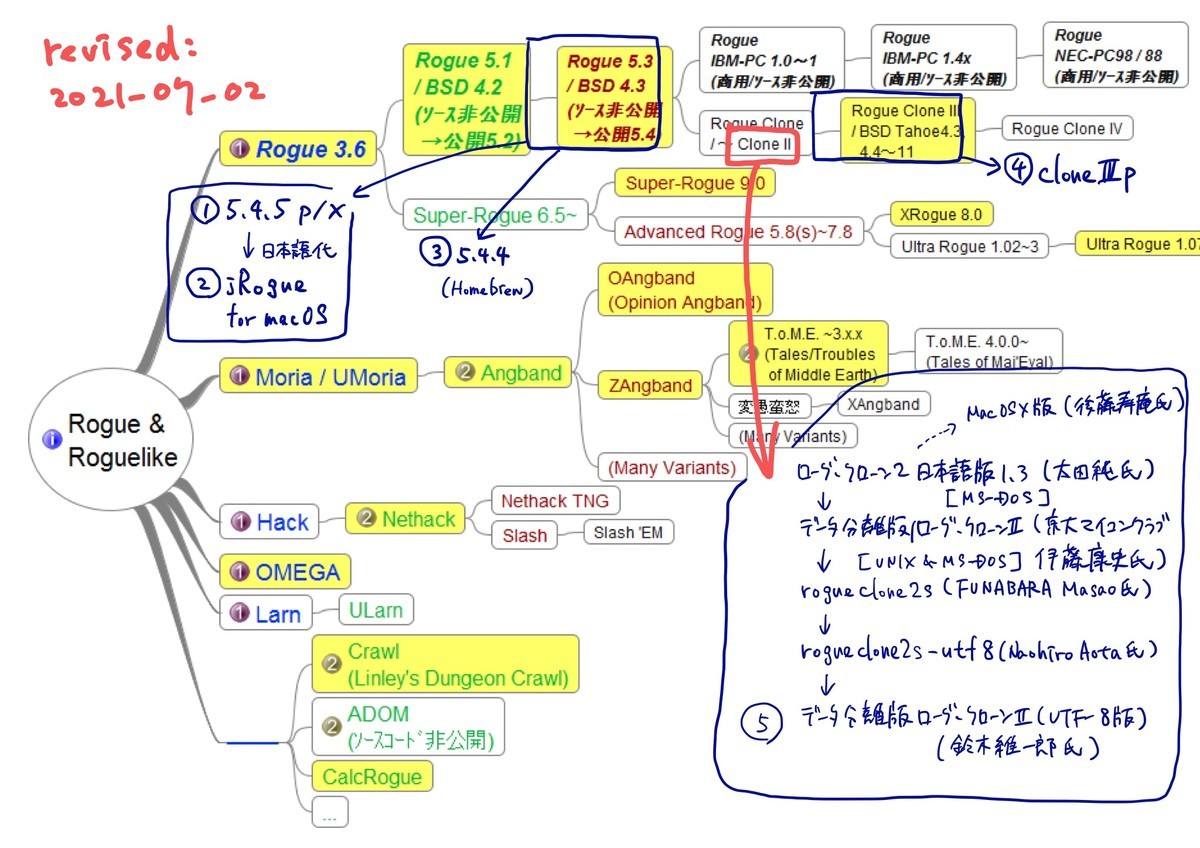 revised:
2021-07-02
Rogue &
Roguelike
Rogue 3.6
Rogue 5.1
/ BSD 4.2
(ｿｰｽ非公開
→公開5.2)
Rogue 5.3
/ BSD 4.3
(ｿｰｽ非公開
→公開5.4)
Rogue
IBM-PC 1.0～1
(商用/ｿｰｽ非公開)
Rogue
IBM-PC 1.4x
(商用/ｿｰｽ非公開)
Rogue
NEC-PC98 / 88
(商用/ｿｰｽ非公開)
Rogue Clone
/～ Clone II
Rogue Clone III
/ BSD Tahoe4.3
4.4～11
Rogue Clone IV
④ cloneⅢp
Super-Rogue 6.5~
Super-Rogue 9.0
Advanced Rogue 5.8(s)~7.8
XRogue 8.0
Ultra Rogue 1.02~3
Ultra Rogue 1.07
① 5.4.5 p/x
↓日本語化
② jRogue
for macOS
③ 5.4.4
(Homebrew)
Moria / UMoria
② Angband
OAngband
(Opinion Angband)
ZAngband
T.o.M.E. ~3.x.x
(Tales/Troubles
of Middle Earth)
T.o.M.E. 4.0.0~
(Tales of Maj'Eyal)
変愚蛮怒
XAngband
(Many Variants)
(Many Variants)
Hack
② Nethack
Nethack TNG
Slash
Slash 'EM
OMEGA
Larn
ULarn
② Crawl
(Linley's Dungeon Crawl)
② ADOM
(ｿｰｽｺｰﾄﾞ非公開)
CalcRogue
...
MacOSX版 (後藤寿庵氏)
ローグ・クローン2 日本語版1.3 (太田純氏)
↓ [MS-DOS]
データ分離版/ローグ・クローンⅡ (京大マイコンクラブ
↓ [UNIX & MS-DOS] 伊藤康史氏)
rogueclone2s (FUNABARA Masao氏)
↓
rogueclone2s-utf8 (Naohiro Aota氏)
↓
⑤ データ分離版ローグ・クローンⅡ (UTF-8版)
(鈴木維一郎氏)